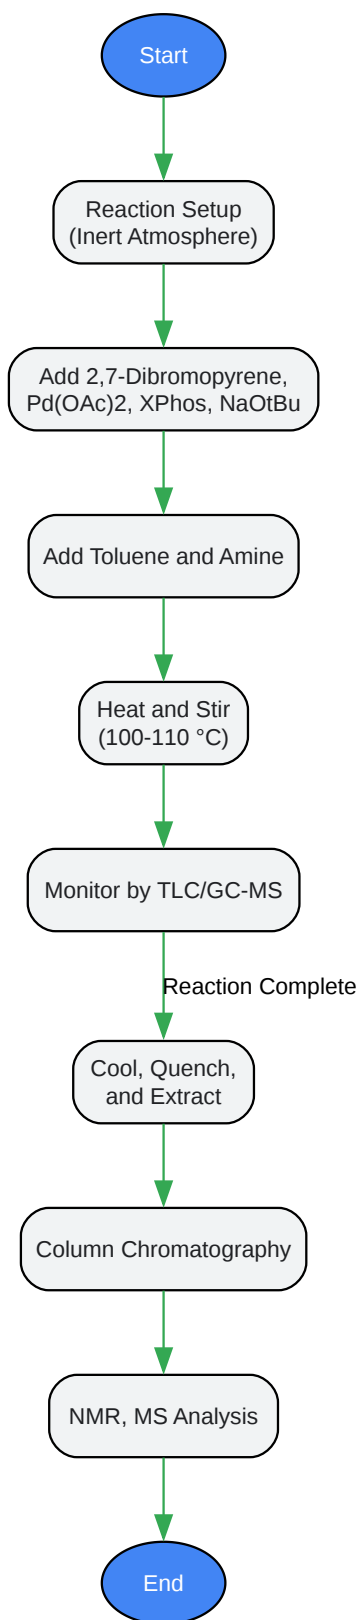 Start
Reaction Setup
(Inert Atmosphere)
Add 2,7-Dibromopyrene,
Pd(OAc)2, XPhos, NaOtBu
Add Toluene and Amine
Heat and Stir
(100-110 °C)
Monitor by TLC/GC-MS
Reaction Complete
Cool, Quench,
and Extract
Column Chromatography
NMR, MS Analysis
End